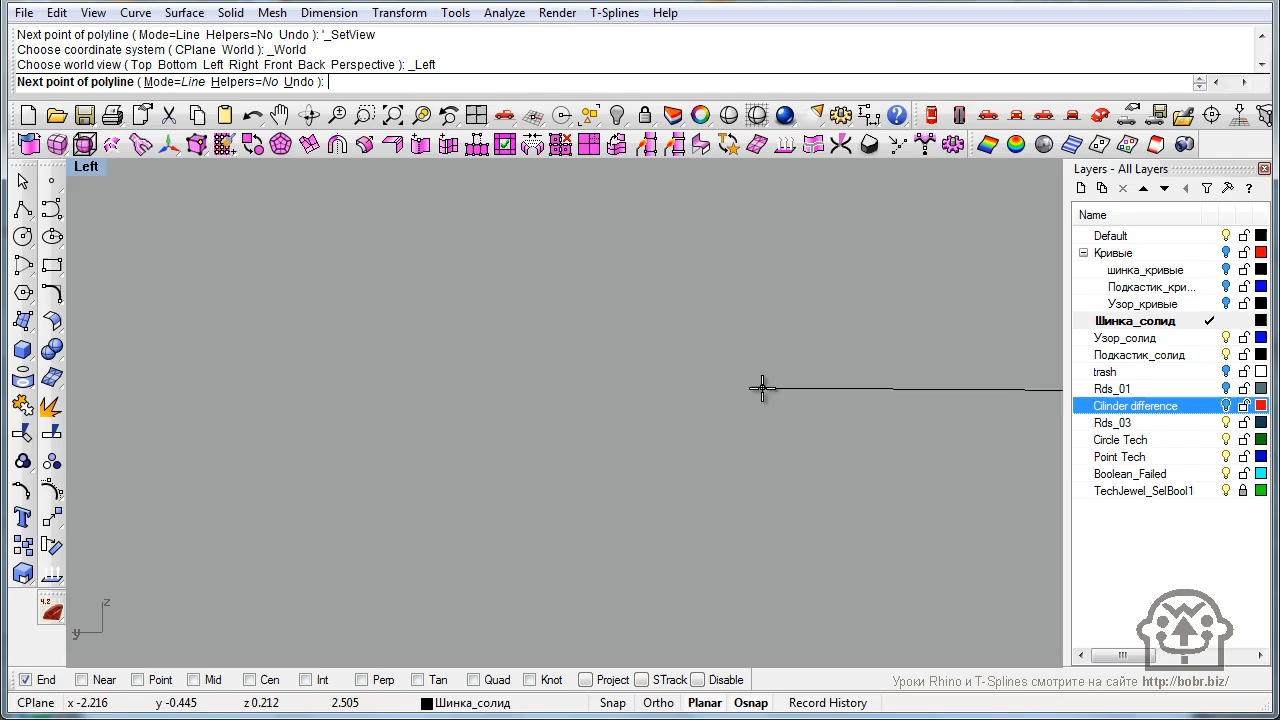 File Edit View Curve Surface Solid Mesh Dimension Transform Tools Analyze Render T-Splines Help
Next point of polyline ( Mode=Line Helpers=No Undo ): '_SetView
Choose coordinate system ( CPlane World ): _World
Choose world view ( Top Bottom Left Right Front Back Perspective ): _Left
Next point of polyline ( Mode=Line Helpers=No Undo ):
Left
Layers - All Layers
Name
Default
Кривые
шинка_кривые
Подкастик_кри...
Узор_кривые
Шинка_солид
Узор_солид
Подкастик_солид
trash
Rds_01
Cilinder difference
Rds_03
Circle Tech
Point Tech
Boolean_Failed
TechJewel_SelBool1
4.2
z
y
End Near Point Mid Cen Int Perp Tan Quad Knot Project STrack Disable
Уроки Rhino и T-Splines смотрите на сайте http://bobr.biz/
CPlane x -2.216 y -0.445 z 0.212 2.505 Шинка_солид Snap Ortho Planar Osnap Record History